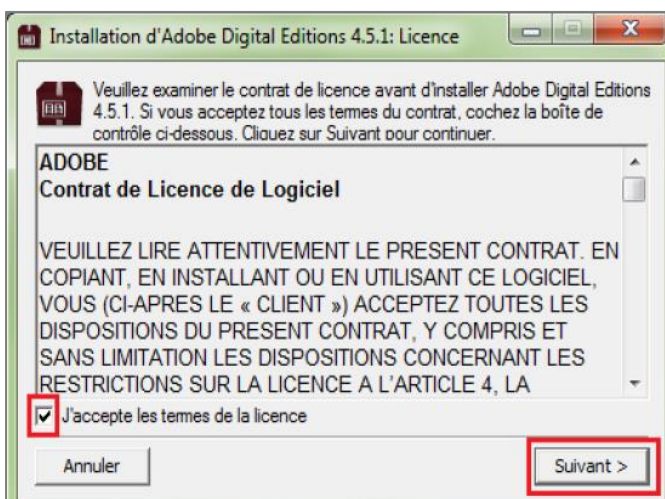 Installation d'Adobe Digital Editions 4.5.1: Licence
Veuillez examiner le contrat de licence avant d'installer Adobe Digital Editions
4.5.1. Si vous acceptez tous les termes du contrat, cochez la boîte de
contrôle ci-dessous. Cliquez sur Suivant pour continuer.
ADOBE
Contrat de Licence de Logiciel
VEUILLEZ LIRE ATTENTIVEMENT LE PRESENT CONTRAT. EN
COPIANT, EN INSTALLANT OU EN UTILISANT CE LOGICIEL,
VOUS (CI-APRES LE « CLIENT ») ACCEPTEZ TOUTES LES
DISPOSITIONS DU PRESENT CONTRAT, Y COMPRIS ET
SANS LIMITATION LES DISPOSITIONS CONCERNANT LES
RESTRICTIONS SUR LA LICENCE A L'ARTICLE 4, LA
J'accepte les termes de la licence
Annuler
Suivant >